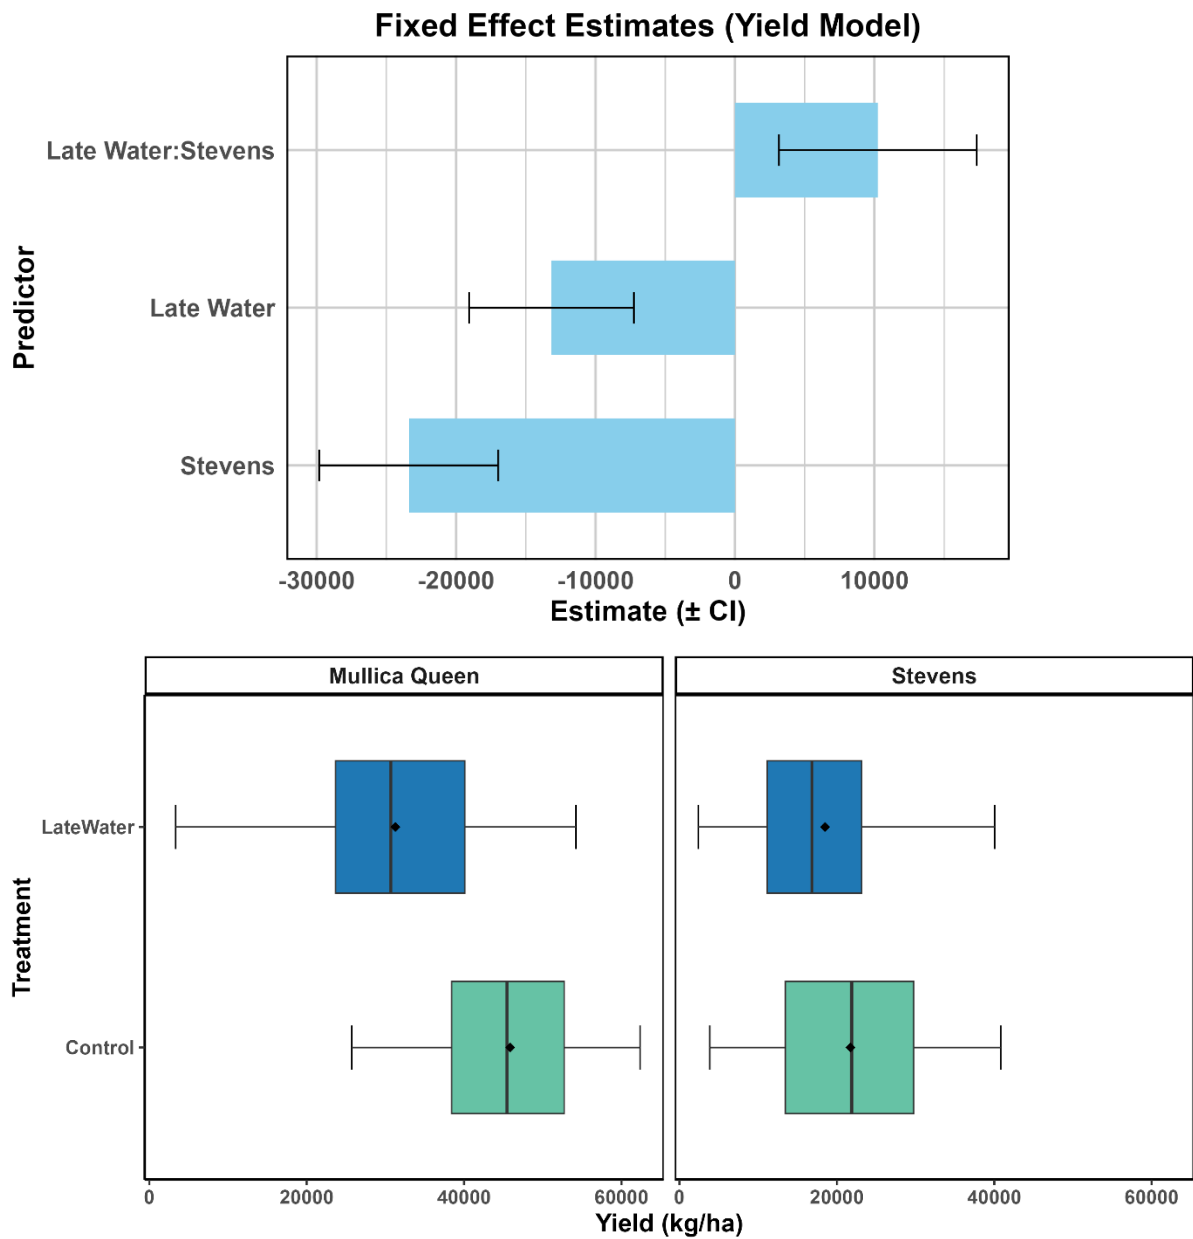 Fixed Effect Estimates (Yield Model)
Late Water:Stevens
Late Water
Stevens
Predictor
-30000 -20000 -10000 0 10000
Estimate (± CI)
Mullica Queen Stevens
LateWater
Control
Treatment
0 20000 40000 60000 0 20000 40000 60000
Yield (kg/ha)